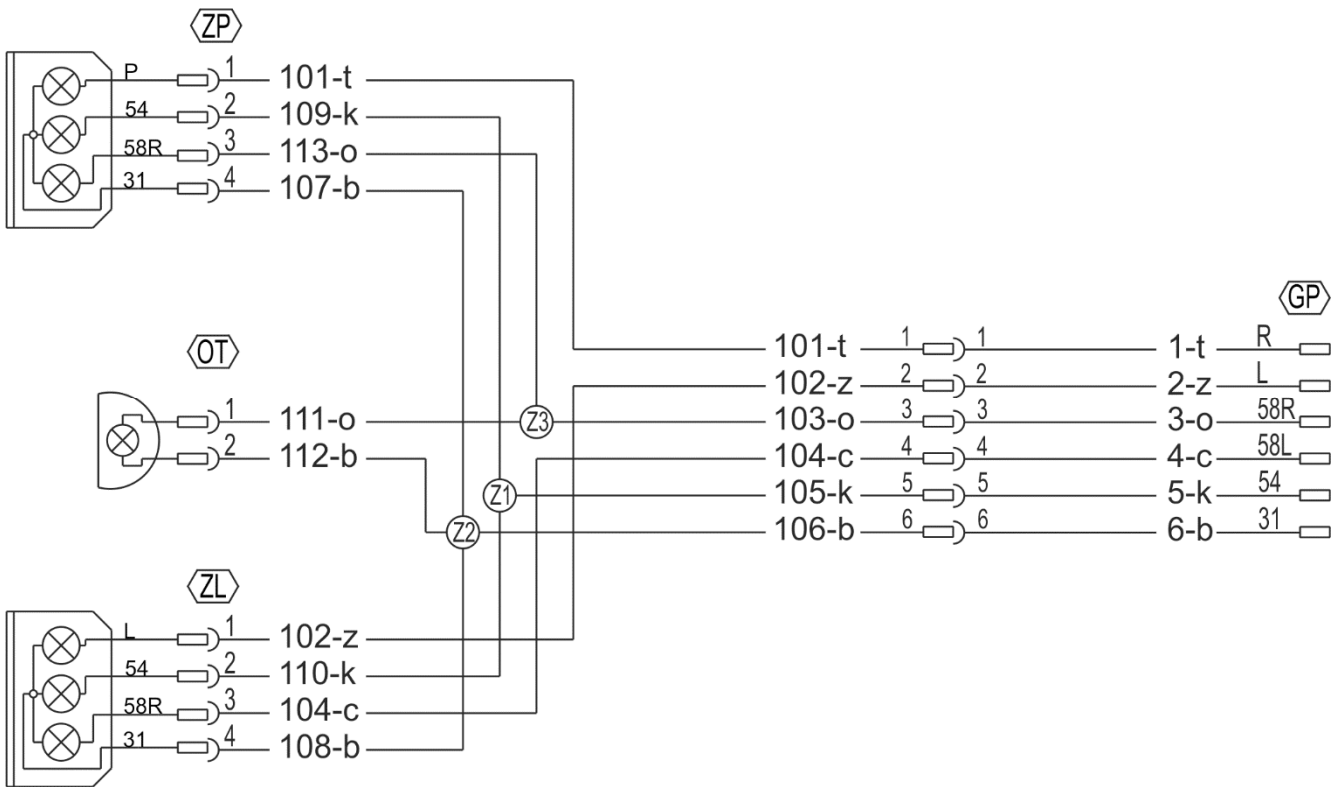 ZP
P 1 101-t
54 2 109-k
58R 3 113-o
31 4 107-b
GP
OT
101-t 1 1 1-t R
102-z 2 2 2-z L
1 111-o Z3 103-o 3 3 3-o 58R
2 112-b 104-c 4 4 4-c 58L
Z1 105-k 5 5 5-k 54
Z2 106-b 6 6 6-b 31
ZL
L 1 102-z
54 2 110-k
58R 3 104-c
31 4 108-b